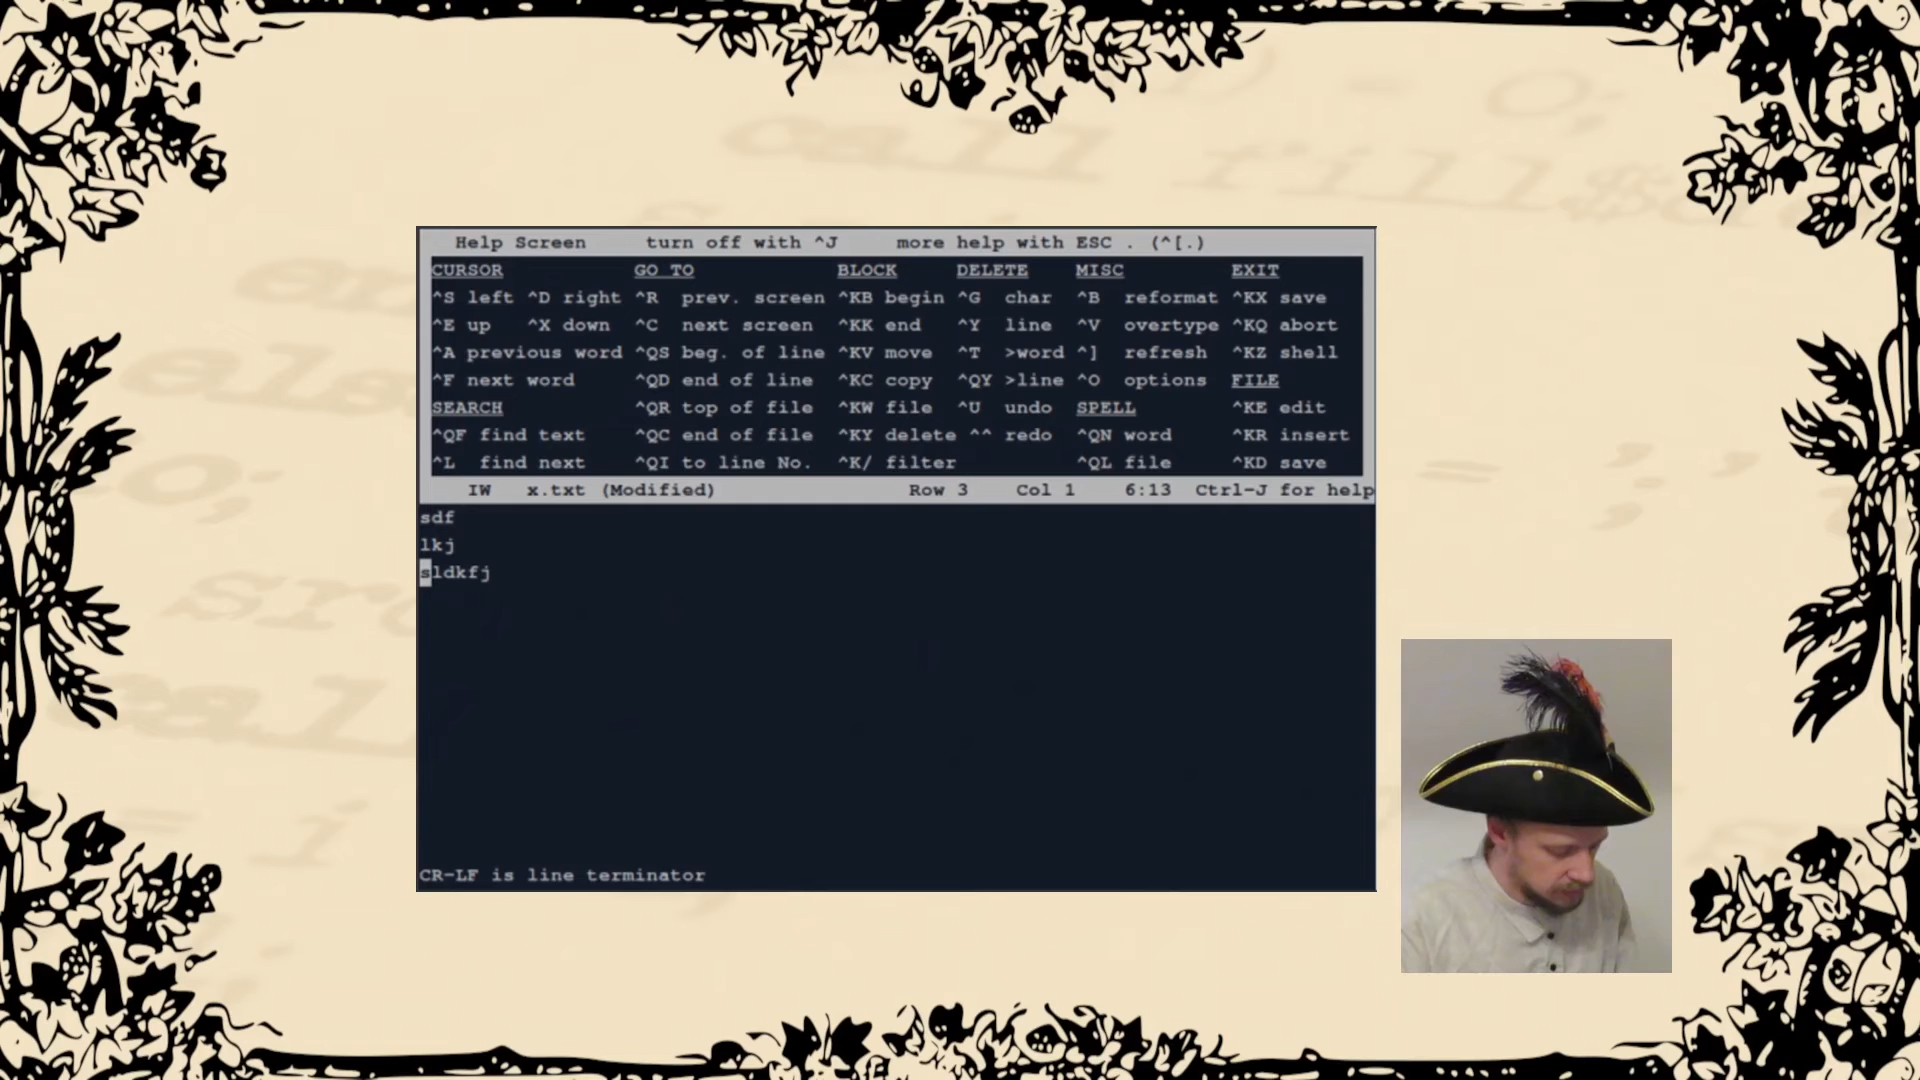 Help Screen turn off with ^J more help with ESC . (^[.)
CURSOR GO TO BLOCK DELETE MISC EXIT
^S left ^D right ^R prev. screen ^KB begin ^G char ^B reformat ^KX save
^E up ^X down ^C next screen ^KK end ^Y line ^V overtype ^KQ abort
^A previous word ^QS beg. of line ^KV move ^T >word ^] refresh ^KZ shell
^F next word ^QD end of line ^KC copy ^QY >line ^O options FILE
SEARCH ^QR top of file ^KW file ^U undo SPELL ^KE edit
^QF find text ^QC end of file ^KY delete ^^ redo ^QN word ^KR insert
^L find next ^QI to line No. ^K/ filter ^QL file ^KD save
IW x.txt (Modified) Row 3 Col 1 6:13 Ctrl-J for help
sdf
lkj
sldkfj
CR-LF is line terminator
call fill$